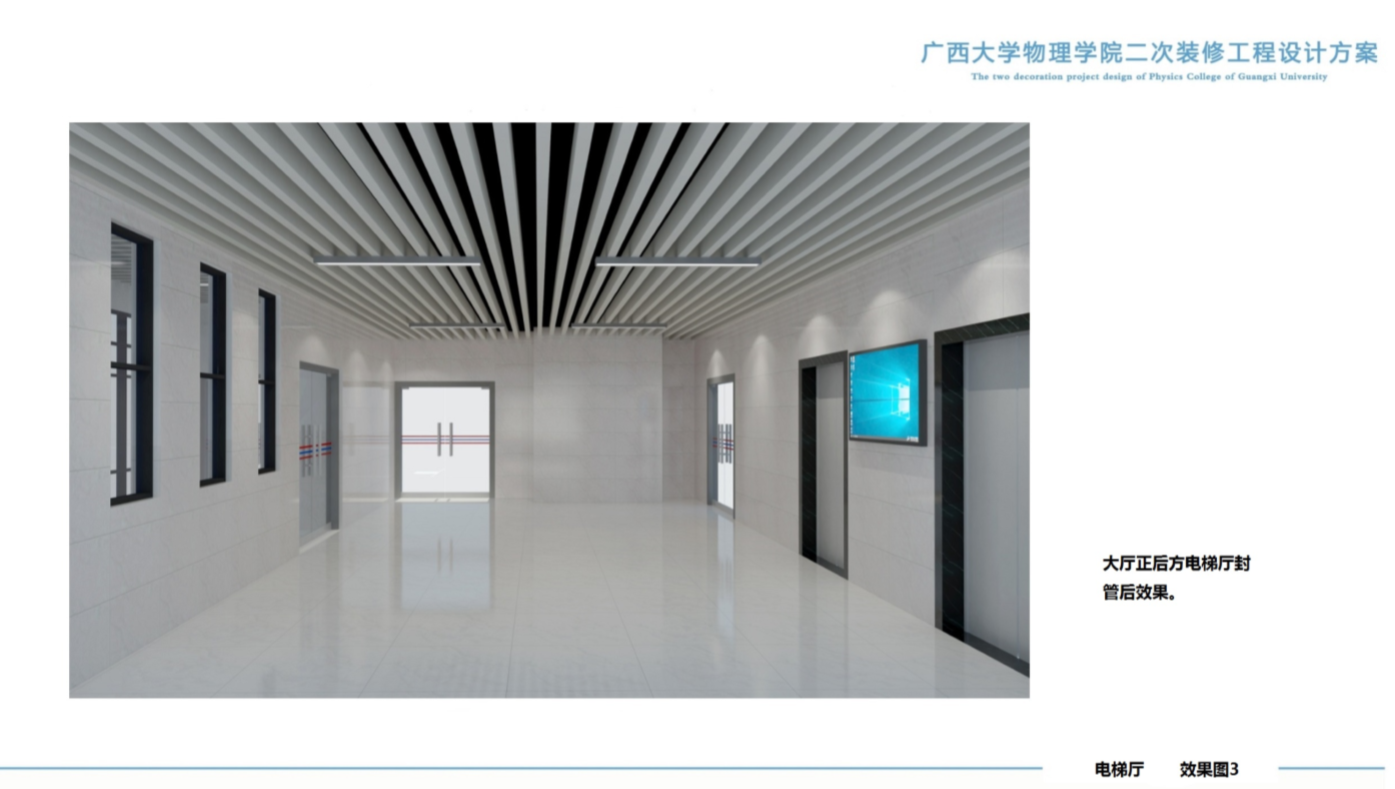 广西大学物理学院二次装修工程设计方案
The two decoration project design of Physics College of Guangxi University
大厅正后方电梯厅封
管后效果。
电梯厅 效果图3